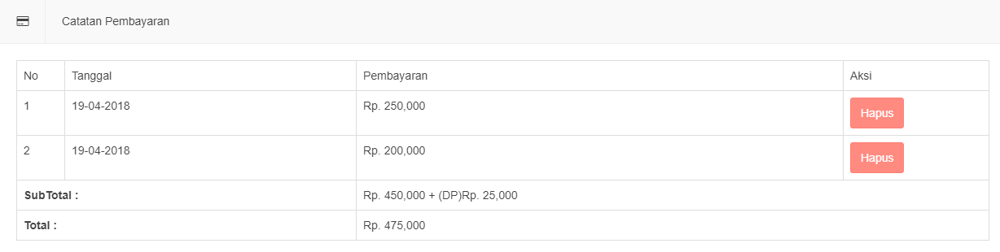 Catatan Pembayaran
No Tanggal Pembayaran Aksi
1 19-04-2018 Rp. 250,000 Hapus
2 19-04-2018 Rp. 200,000 Hapus
SubTotal : Rp. 450,000 + (DP)Rp. 25,000
Total : Rp. 475,000